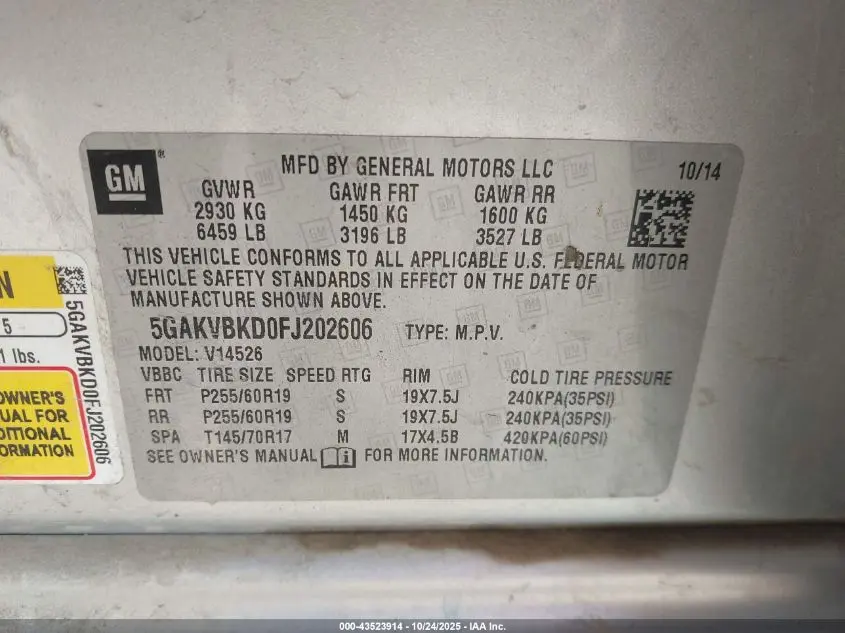 GM
MFD BY GENERAL MOTORS LLC
10/14
GVWR GAWR FRT GAWR RR
2930 KG 1450 KG 1600 KG
6459 LB 3196 LB 3527 LB
THIS VEHICLE CONFORMS TO ALL APPLICABLE U.S. FEDERAL MOTOR
VEHICLE SAFETY STANDARDS IN EFFECT ON THE DATE OF
MANUFACTURE SHOWN ABOVE.
5GAKVBKD0FJ202606 TYPE: M.P.V.
MODEL: V14526
VBBC TIRE SIZE SPEED RTG RIM COLD TIRE PRESSURE
FRT P255/60R19 S 19X7.5J 240KPA(35PSI)
RR P255/60R19 S 19X7.5J 240KPA(35PSI)
SPA T145/70R17 M 17X4.5B 420KPA(60PSI)
SEE OWNER'S MANUAL i FOR MORE INFORMATION.
N
5
1 lbs.
OWNER'S
UAL FOR
DITIONAL
ORMATION
5GAKVBKD0FJ202606
000-43523914 - 10/24/2025 - IAA Inc.